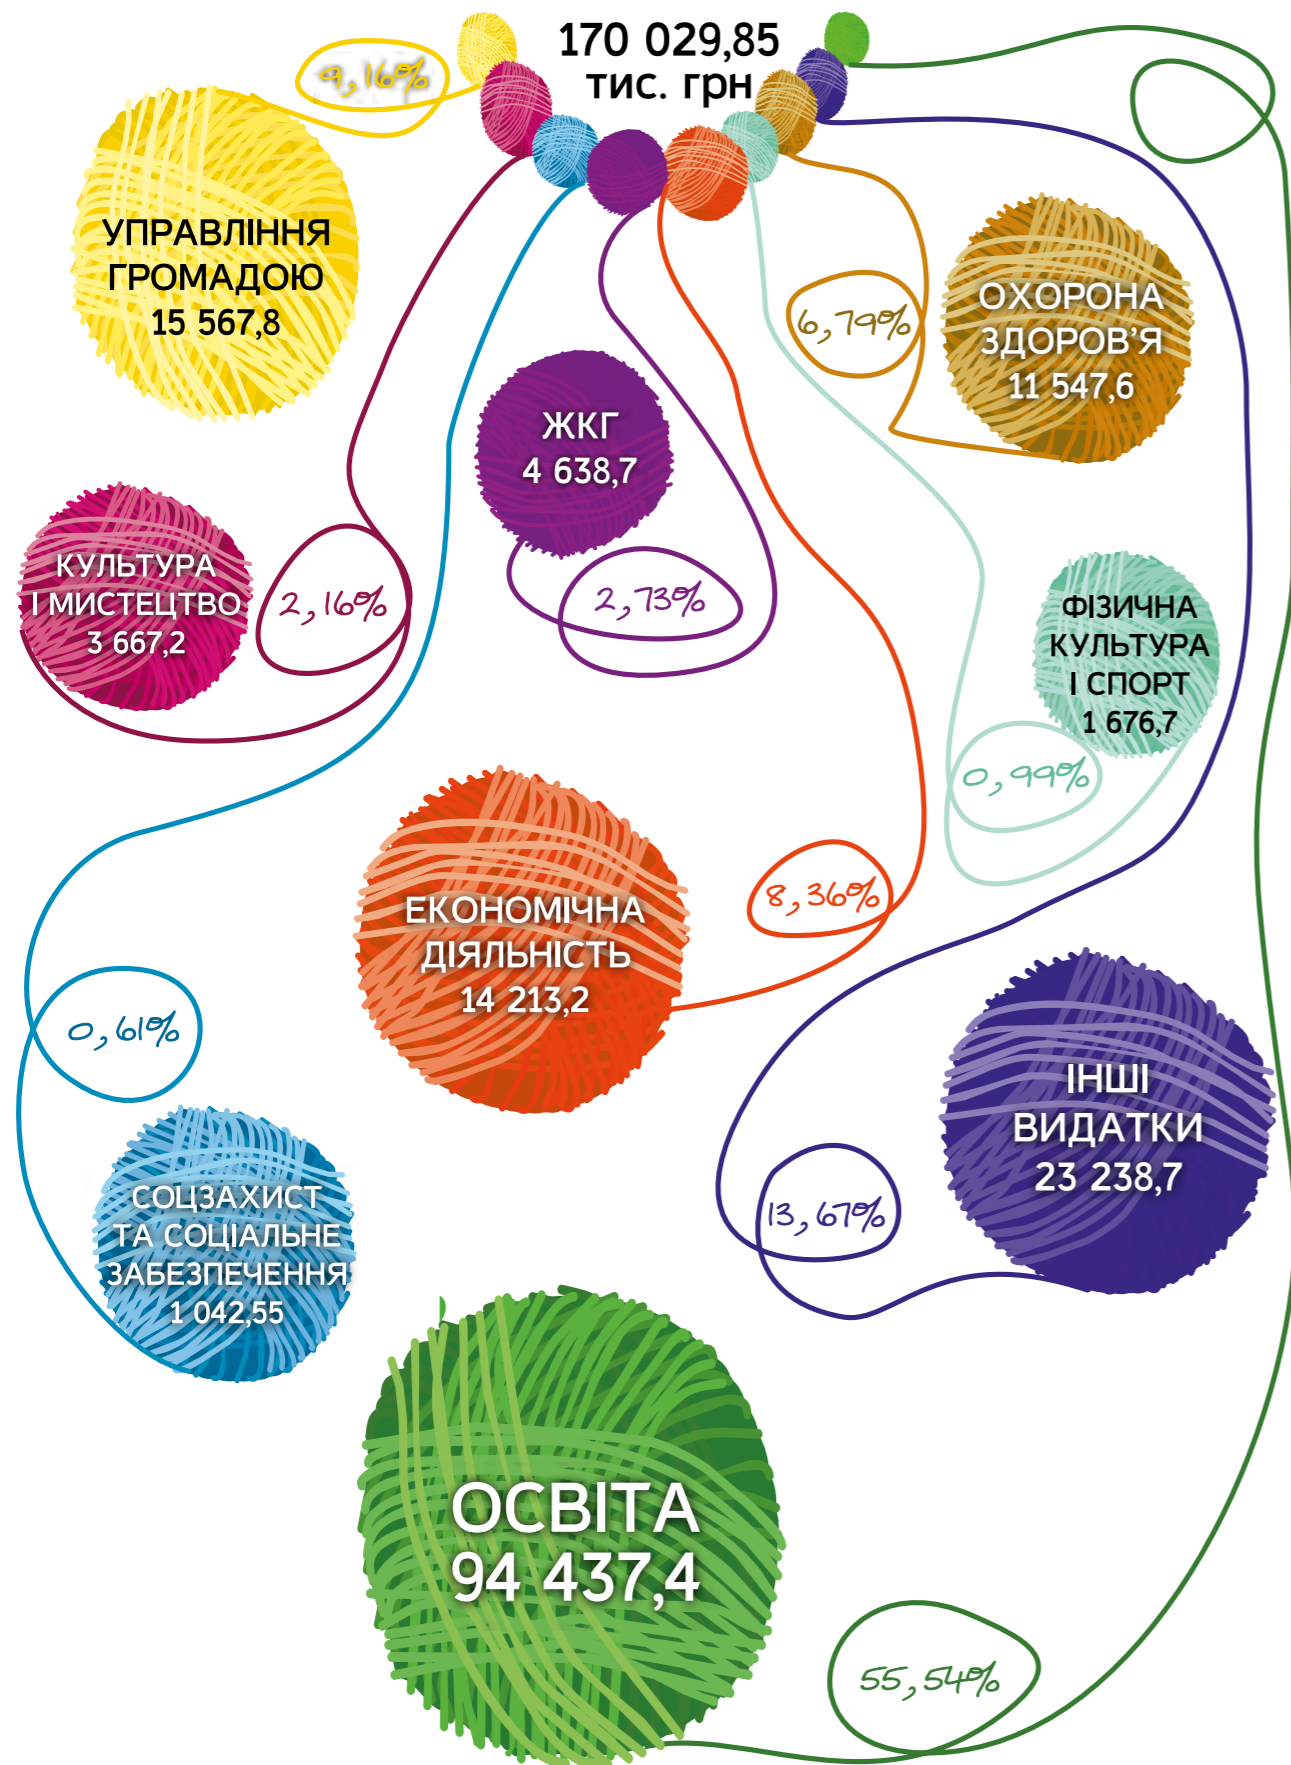 170 029,85
тис. грн
9,16%
УПРАВЛІННЯ
ГРОМАДОЮ
15 567,8
ОХОРОНА
ЗДОРОВ’Я
11 547,6
6,79%
ЖКГ
4 638,7
2,73%
КУЛЬТУРА
І МИСТЕЦТВО
3 667,2
2,16%
ФІЗИЧНА
КУЛЬТУРА
І СПОРТ
1 676,7
0,99%
ЕКОНОМІЧНА
ДІЯЛЬНІСТЬ
14 213,2
8,36%
0,61%
СОЦЗАХИСТ
ТА СОЦІАЛЬНЕ
ЗАБЕЗПЕЧЕННЯ
1 042,55
ІНШІ
ВИДАТКИ
23 238,7
13,67%
ОСВІТА
94 437,4
55,54%